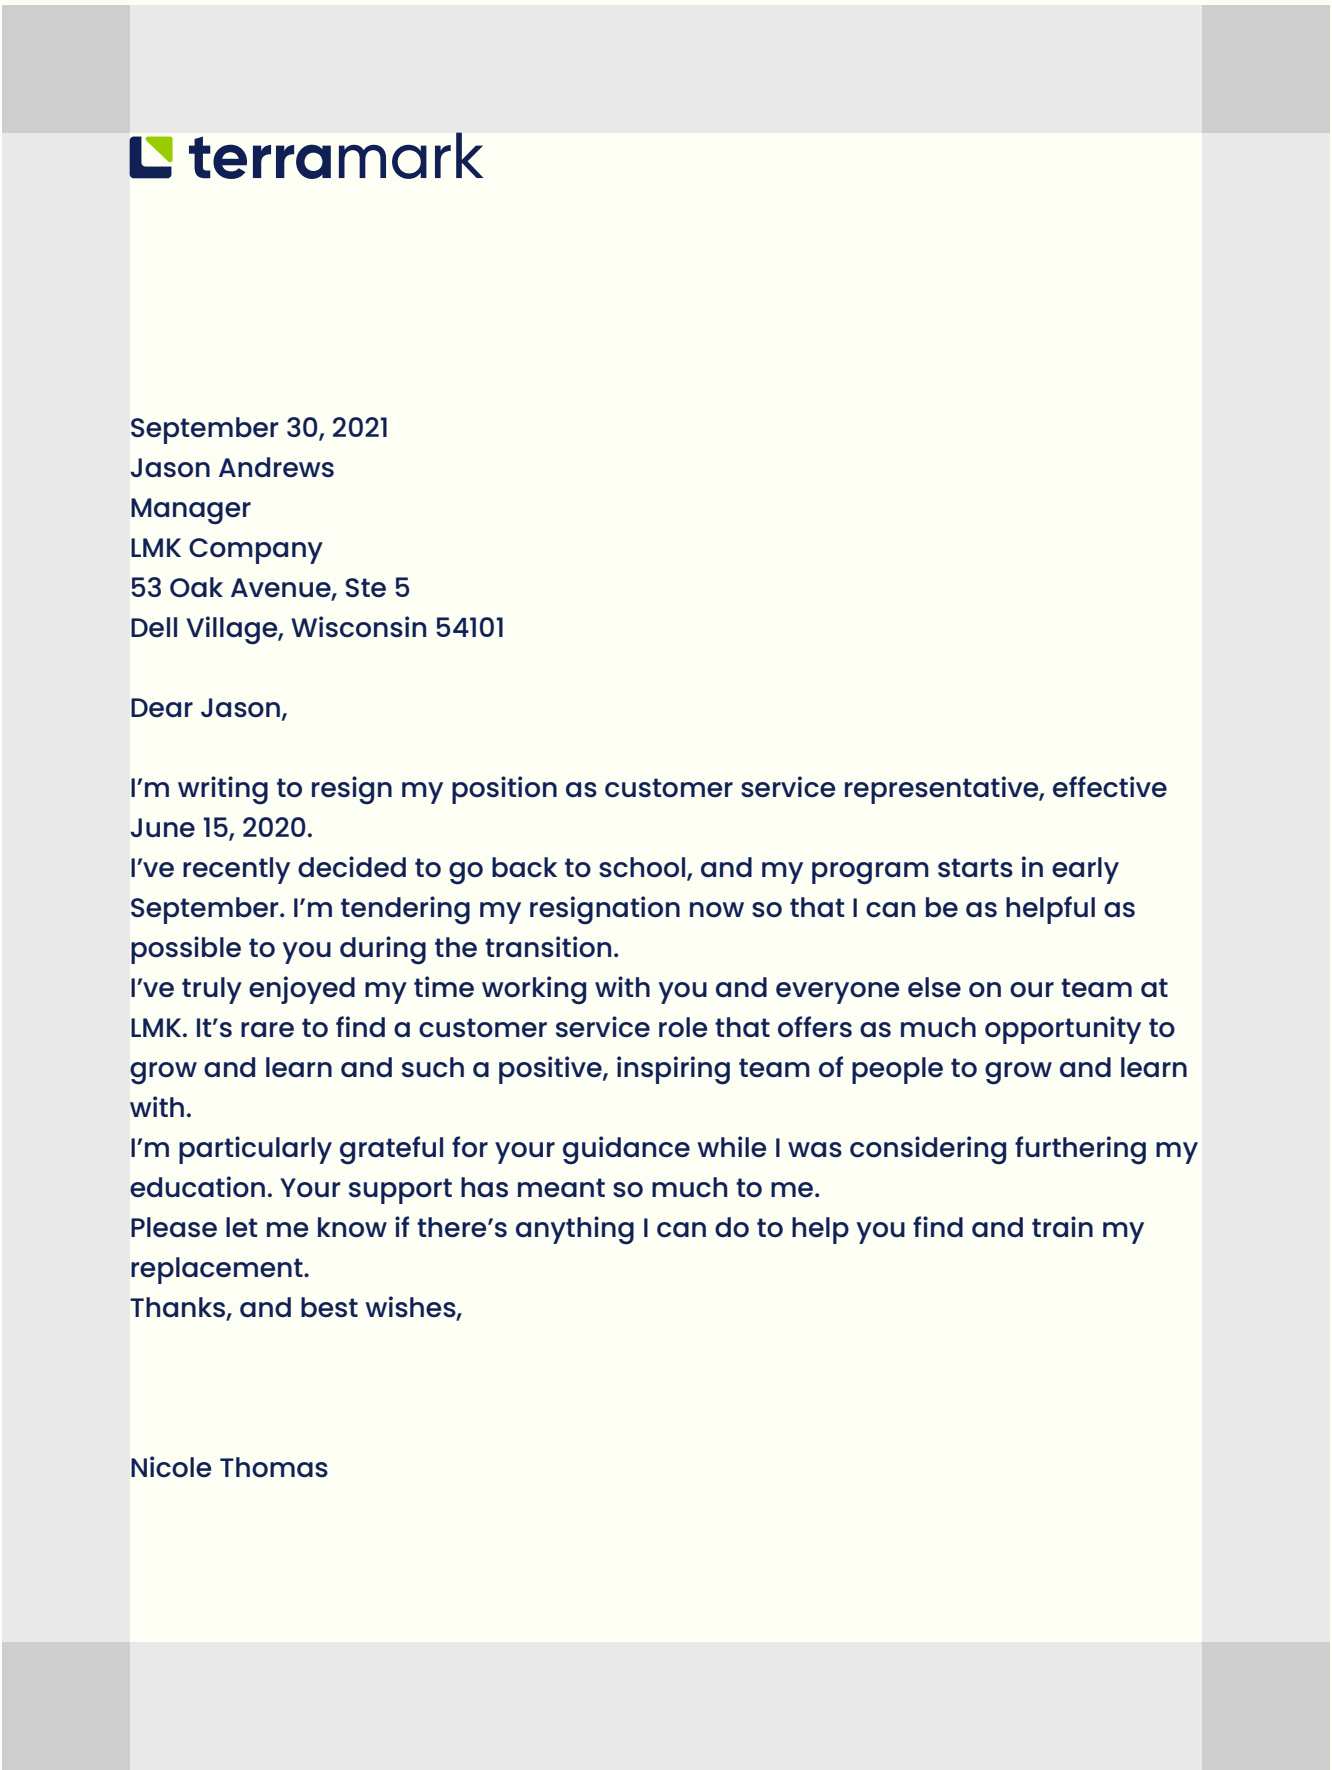 terramark
September 30, 2021
Jason Andrews
Manager
LMK Company
53 Oak Avenue, Ste 5
Dell Village, Wisconsin 54101
Dear Jason,
I’m writing to resign my position as customer service representative, effective
June 15, 2020.
I’ve recently decided to go back to school, and my program starts in early
September. I’m tendering my resignation now so that I can be as helpful as
possible to you during the transition.
I’ve truly enjoyed my time working with you and everyone else on our team at
LMK. It’s rare to find a customer service role that offers as much opportunity to
grow and learn and such a positive, inspiring team of people to grow and learn
with.
I’m particularly grateful for your guidance while I was considering furthering my
education. Your support has meant so much to me.
Please let me know if there’s anything I can do to help you find and train my
replacement.
Thanks, and best wishes,
Nicole Thomas